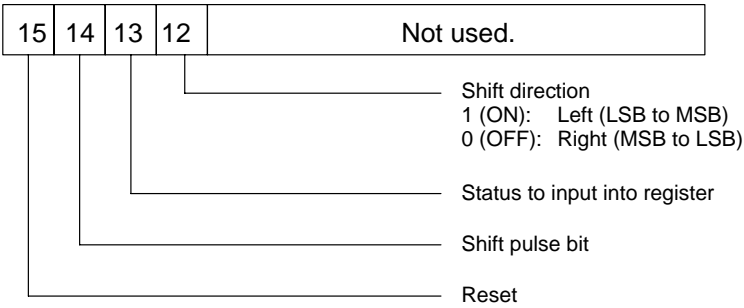 15 14 13 12 Not used.
Shift direction
1 (ON): Left (LSB to MSB)
0 (OFF): Right (MSB to LSB)
Status to input into register
Shift pulse bit
Reset